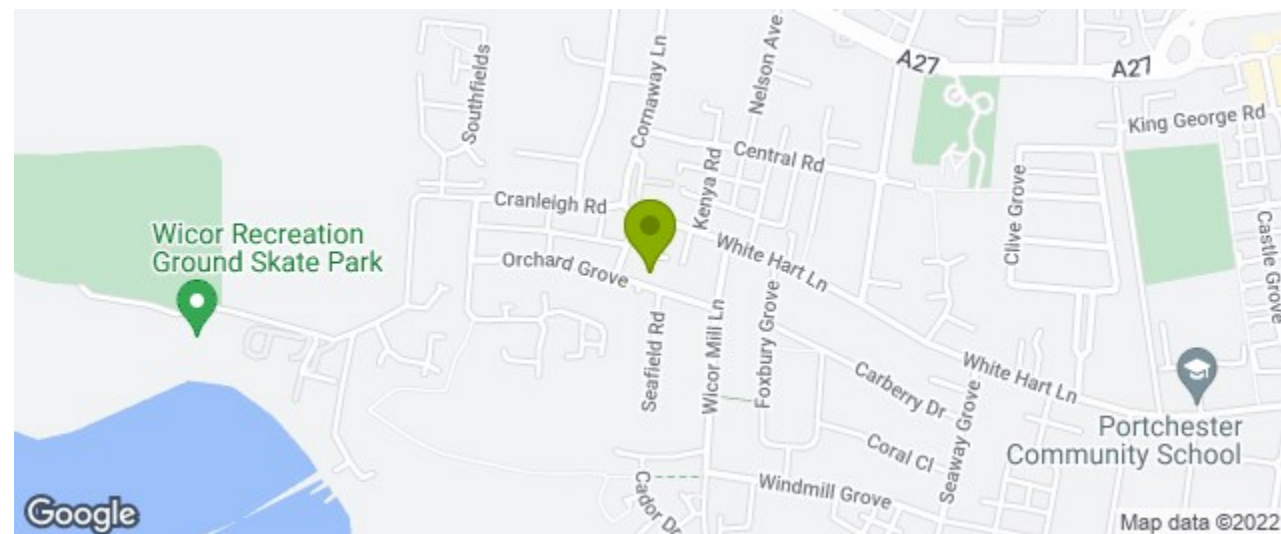 A27
A27
King George Rd
Southfields
Cornaway Ln
Nelson Ave
Kenya Rd
Central Rd
Cranleigh Rd
Wicor Recreation
Ground Skate Park
Orchard Grove
White Hart Ln
Clive Grove
Castle Grove
Seafield Rd
Wicor Mill Ln
Foxbury Grove
Carberry Dr
White Hart Ln
Seaway Grove
Coral Cl
Portchester
Community School
Cador Dr
Windmill Grove
Google
Map data ©2022